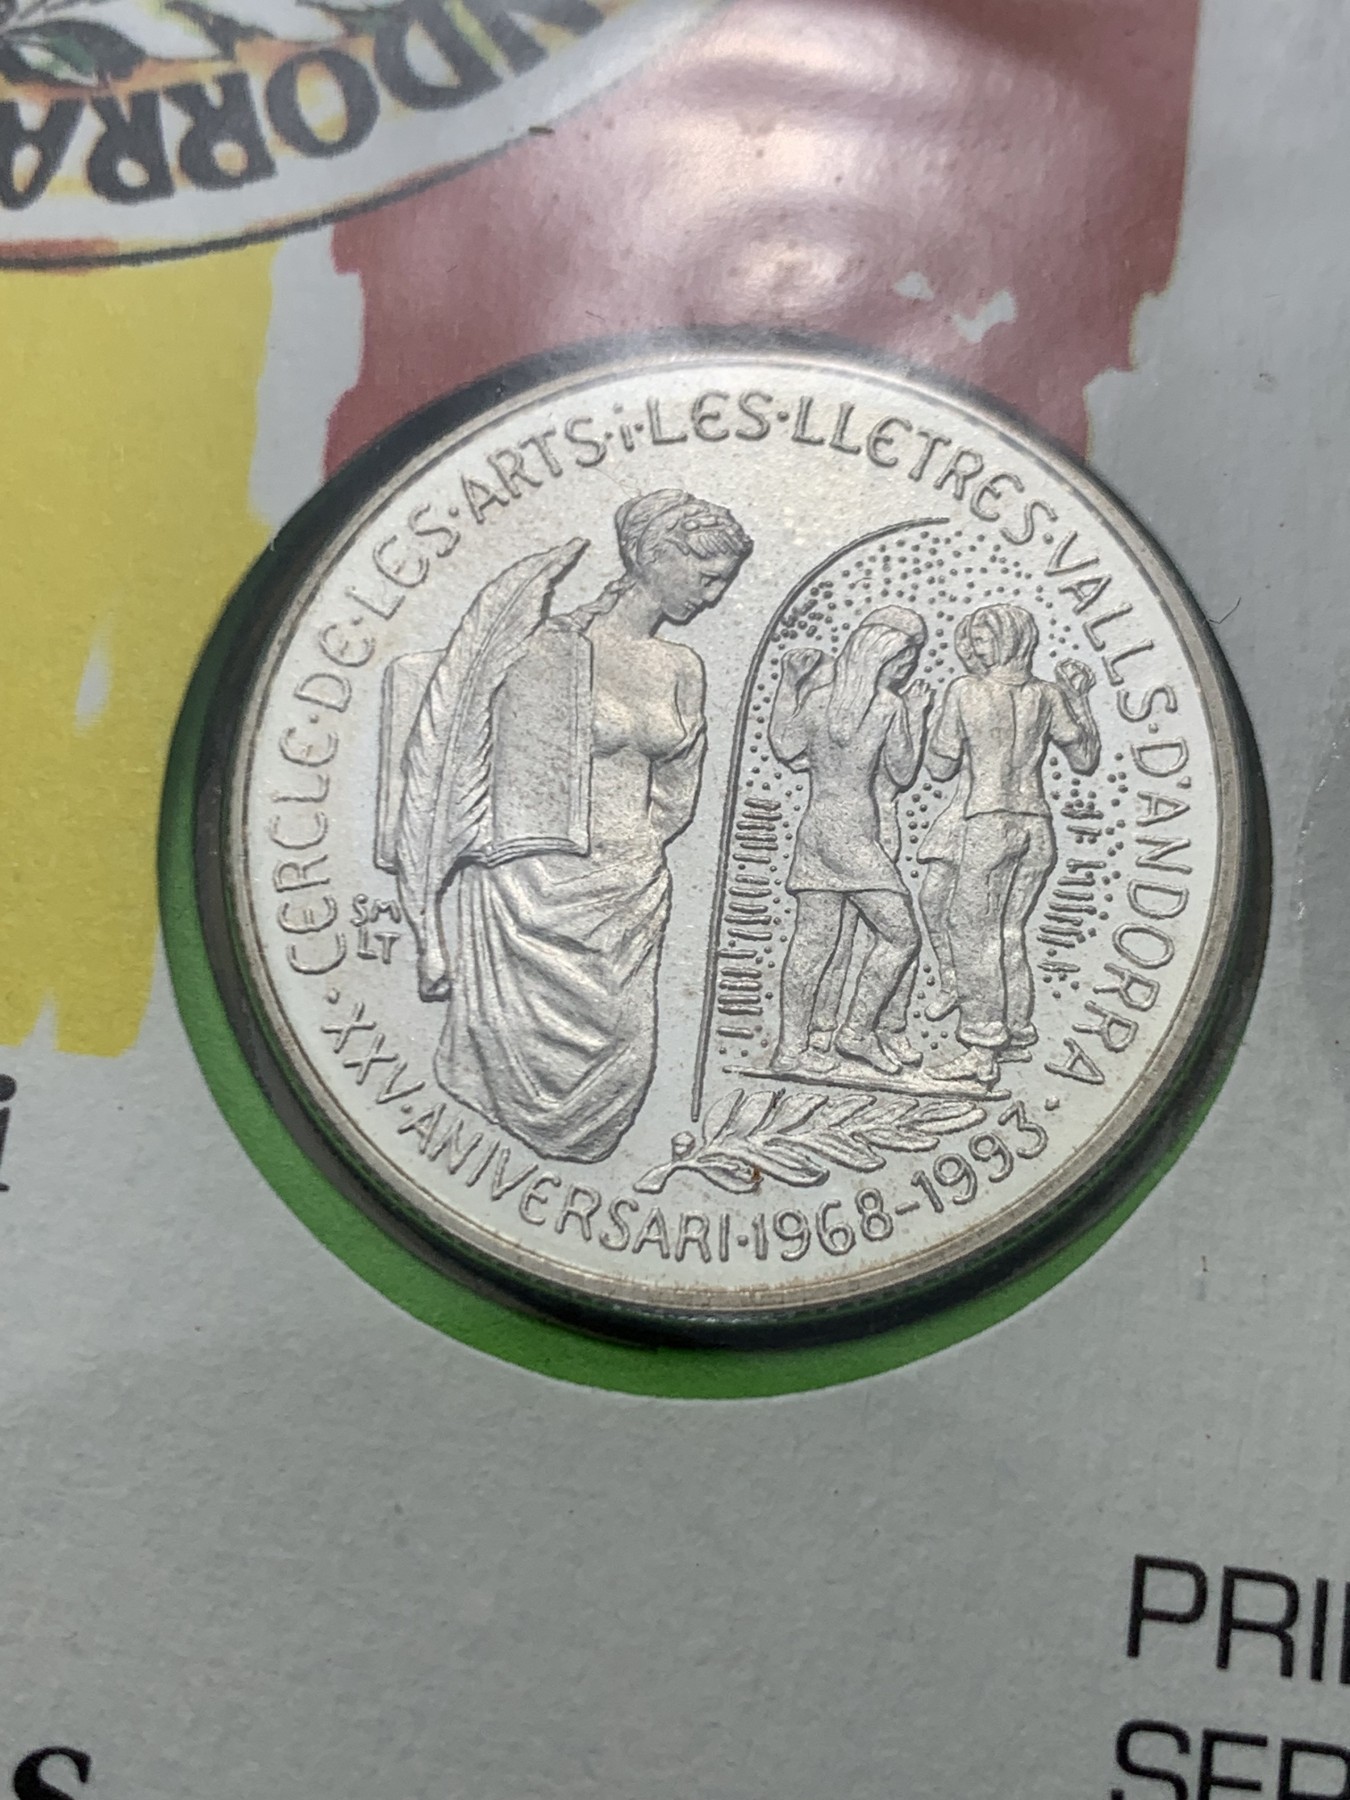 NDORRA
CERCLE·DE·LES·ARTS·i·LES·LLETRES·VALLS·D'ANDORRA·
XXV·ANIVERSARI·1968-1993·
SM
LT
i
PRI
s
SER